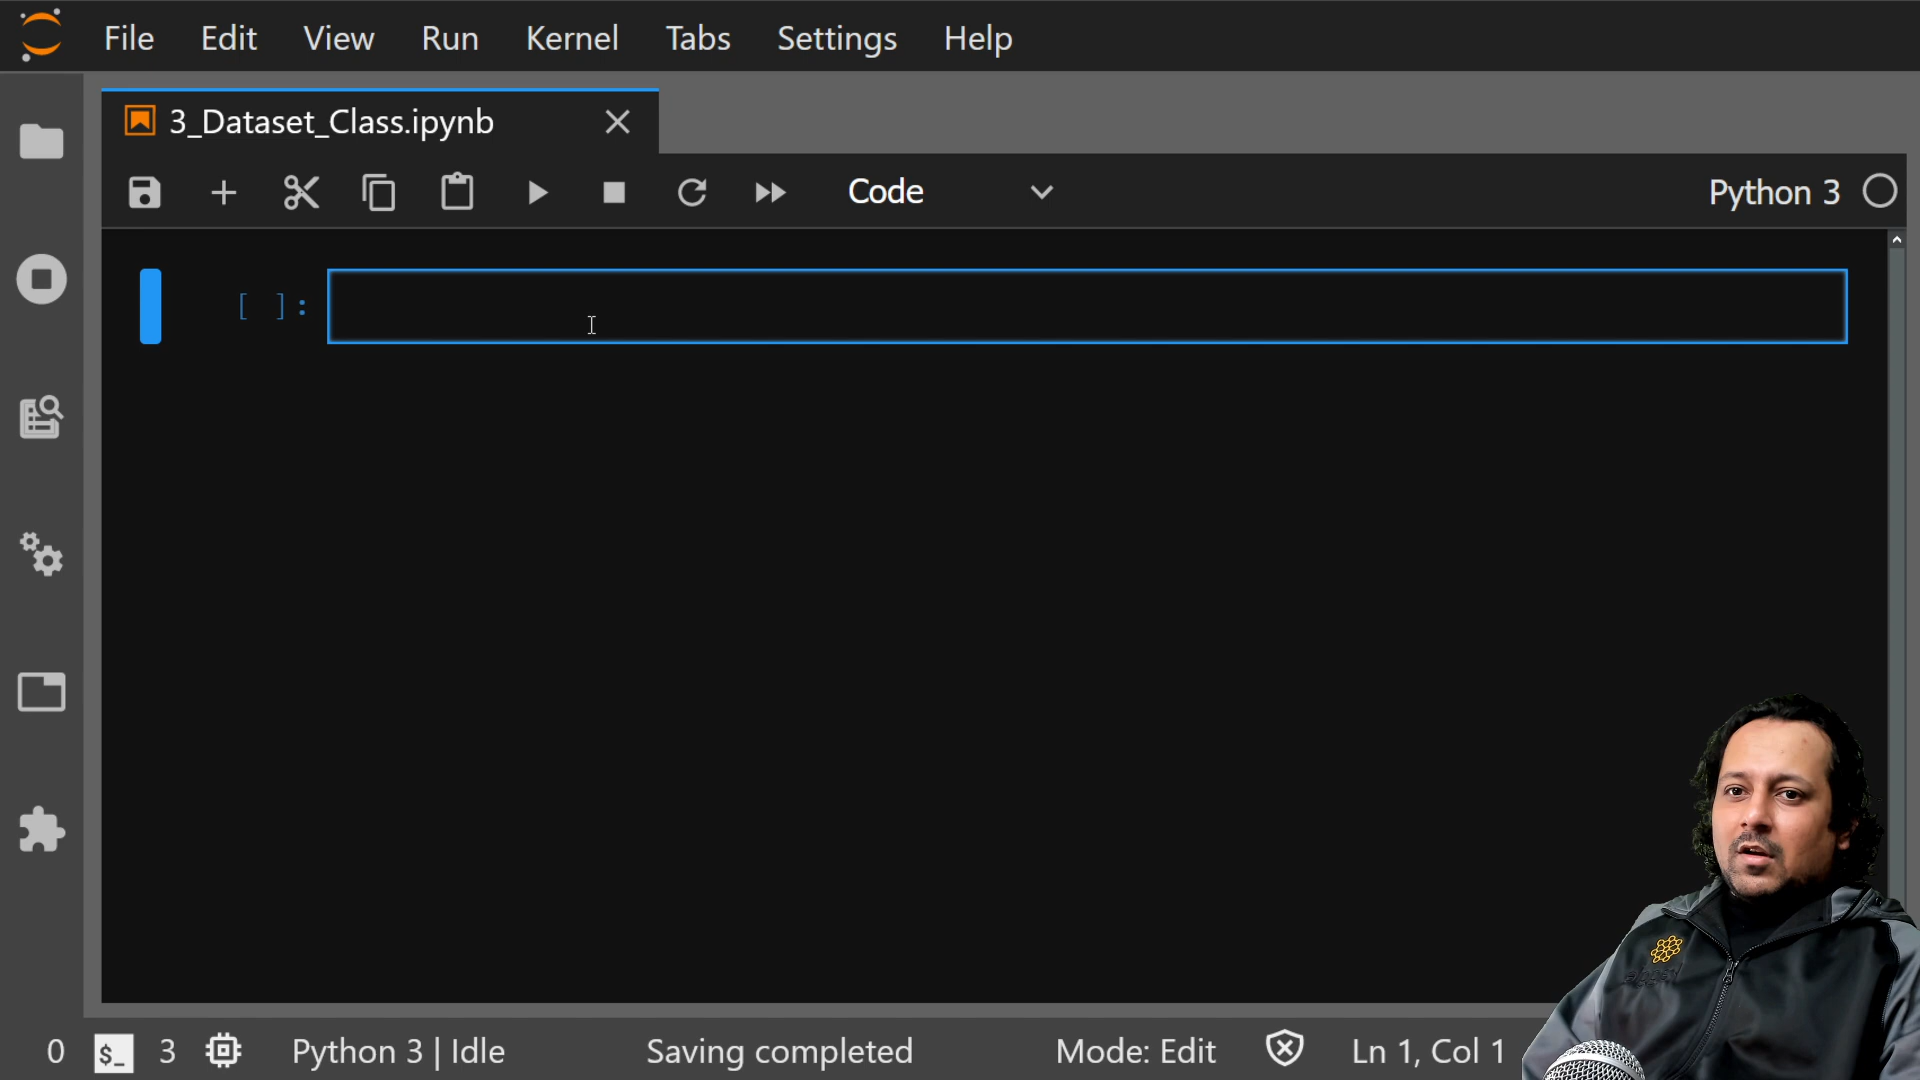 File Edit View Run Kernel Tabs Settings Help
3_Dataset_Class.ipynb
Code
Python 3
[ ]:
0 $_ 3 Python 3 | Idle Saving completed Mode: Edit Ln 1, Col 1